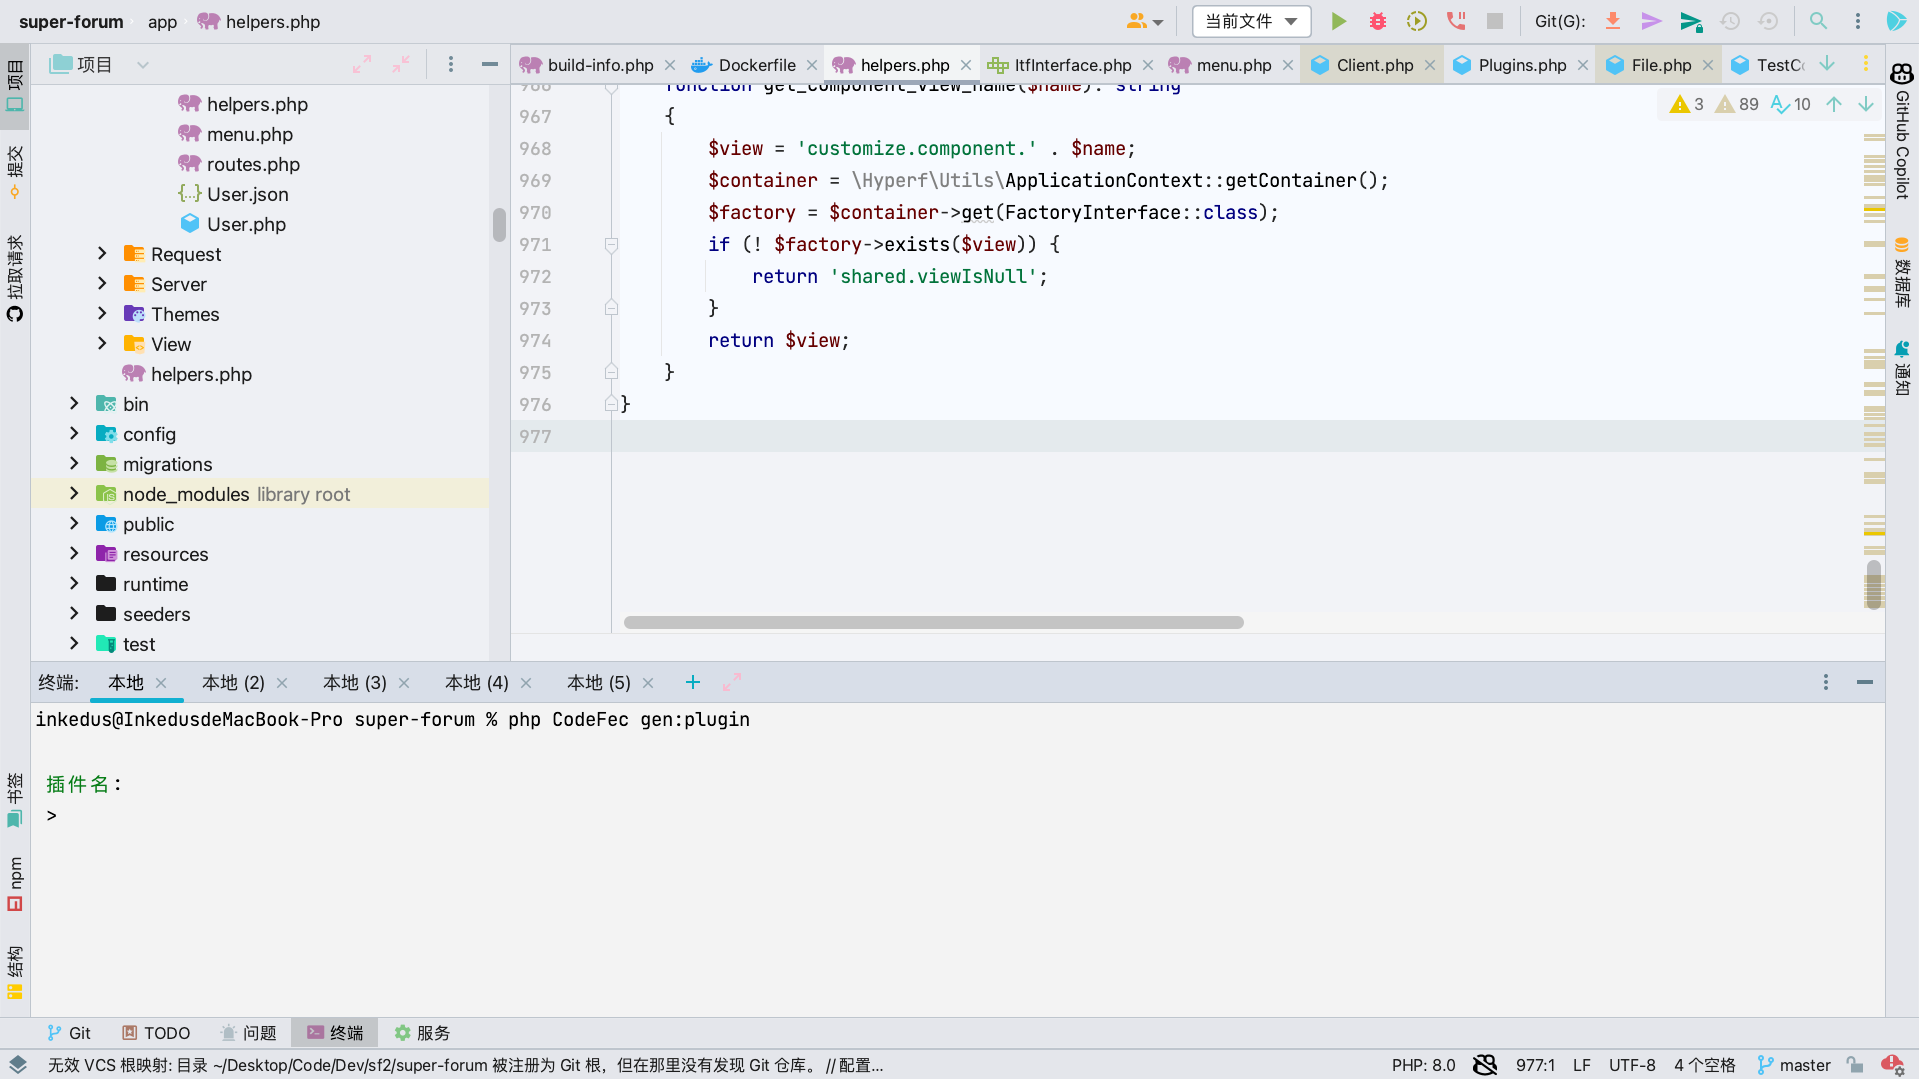 super-forum
app
helpers.php
当前文件
Git(G):
项目
build-info.php
Dockerfile
helpers.php
ItfInterface.php
menu.php
Client.php
Plugins.php
File.php
TestCo
项目
提交
拉取请求
书签
npm
结构
helpers.php
menu.php
routes.php
User.json
User.php
Request
Server
Themes
View
helpers.php
bin
config
migrations
node_modules library root
public
resources
runtime
seeders
test
966 function get_component_view_name($name): string
967 {
968 $view = 'customize.component.' . $name;
969 $container = \Hyperf\Utils\ApplicationContext::getContainer();
970 $factory = $container->get(FactoryInterface::class);
971 if (! $factory->exists($view)) {
972 return 'shared.viewIsNull';
973 }
974 return $view;
975 }
976 }
977
3 89 10
GitHub Copilot
数据库
通知
终端:
本地
本地 (2)
本地 (3)
本地 (4)
本地 (5)
inkedus@InkedusdeMacBook-Pro super-forum % php CodeFec gen:plugin
插件名:
>
Git
TODO
问题
终端
服务
无效 VCS 根映射: 目录 ~/Desktop/Code/Dev/sf2/super-forum 被注册为 Git 根，但在那里没有发现 Git 仓库。 // 配置...
PHP: 8.0
977:1
LF
UTF-8
4 个空格
master